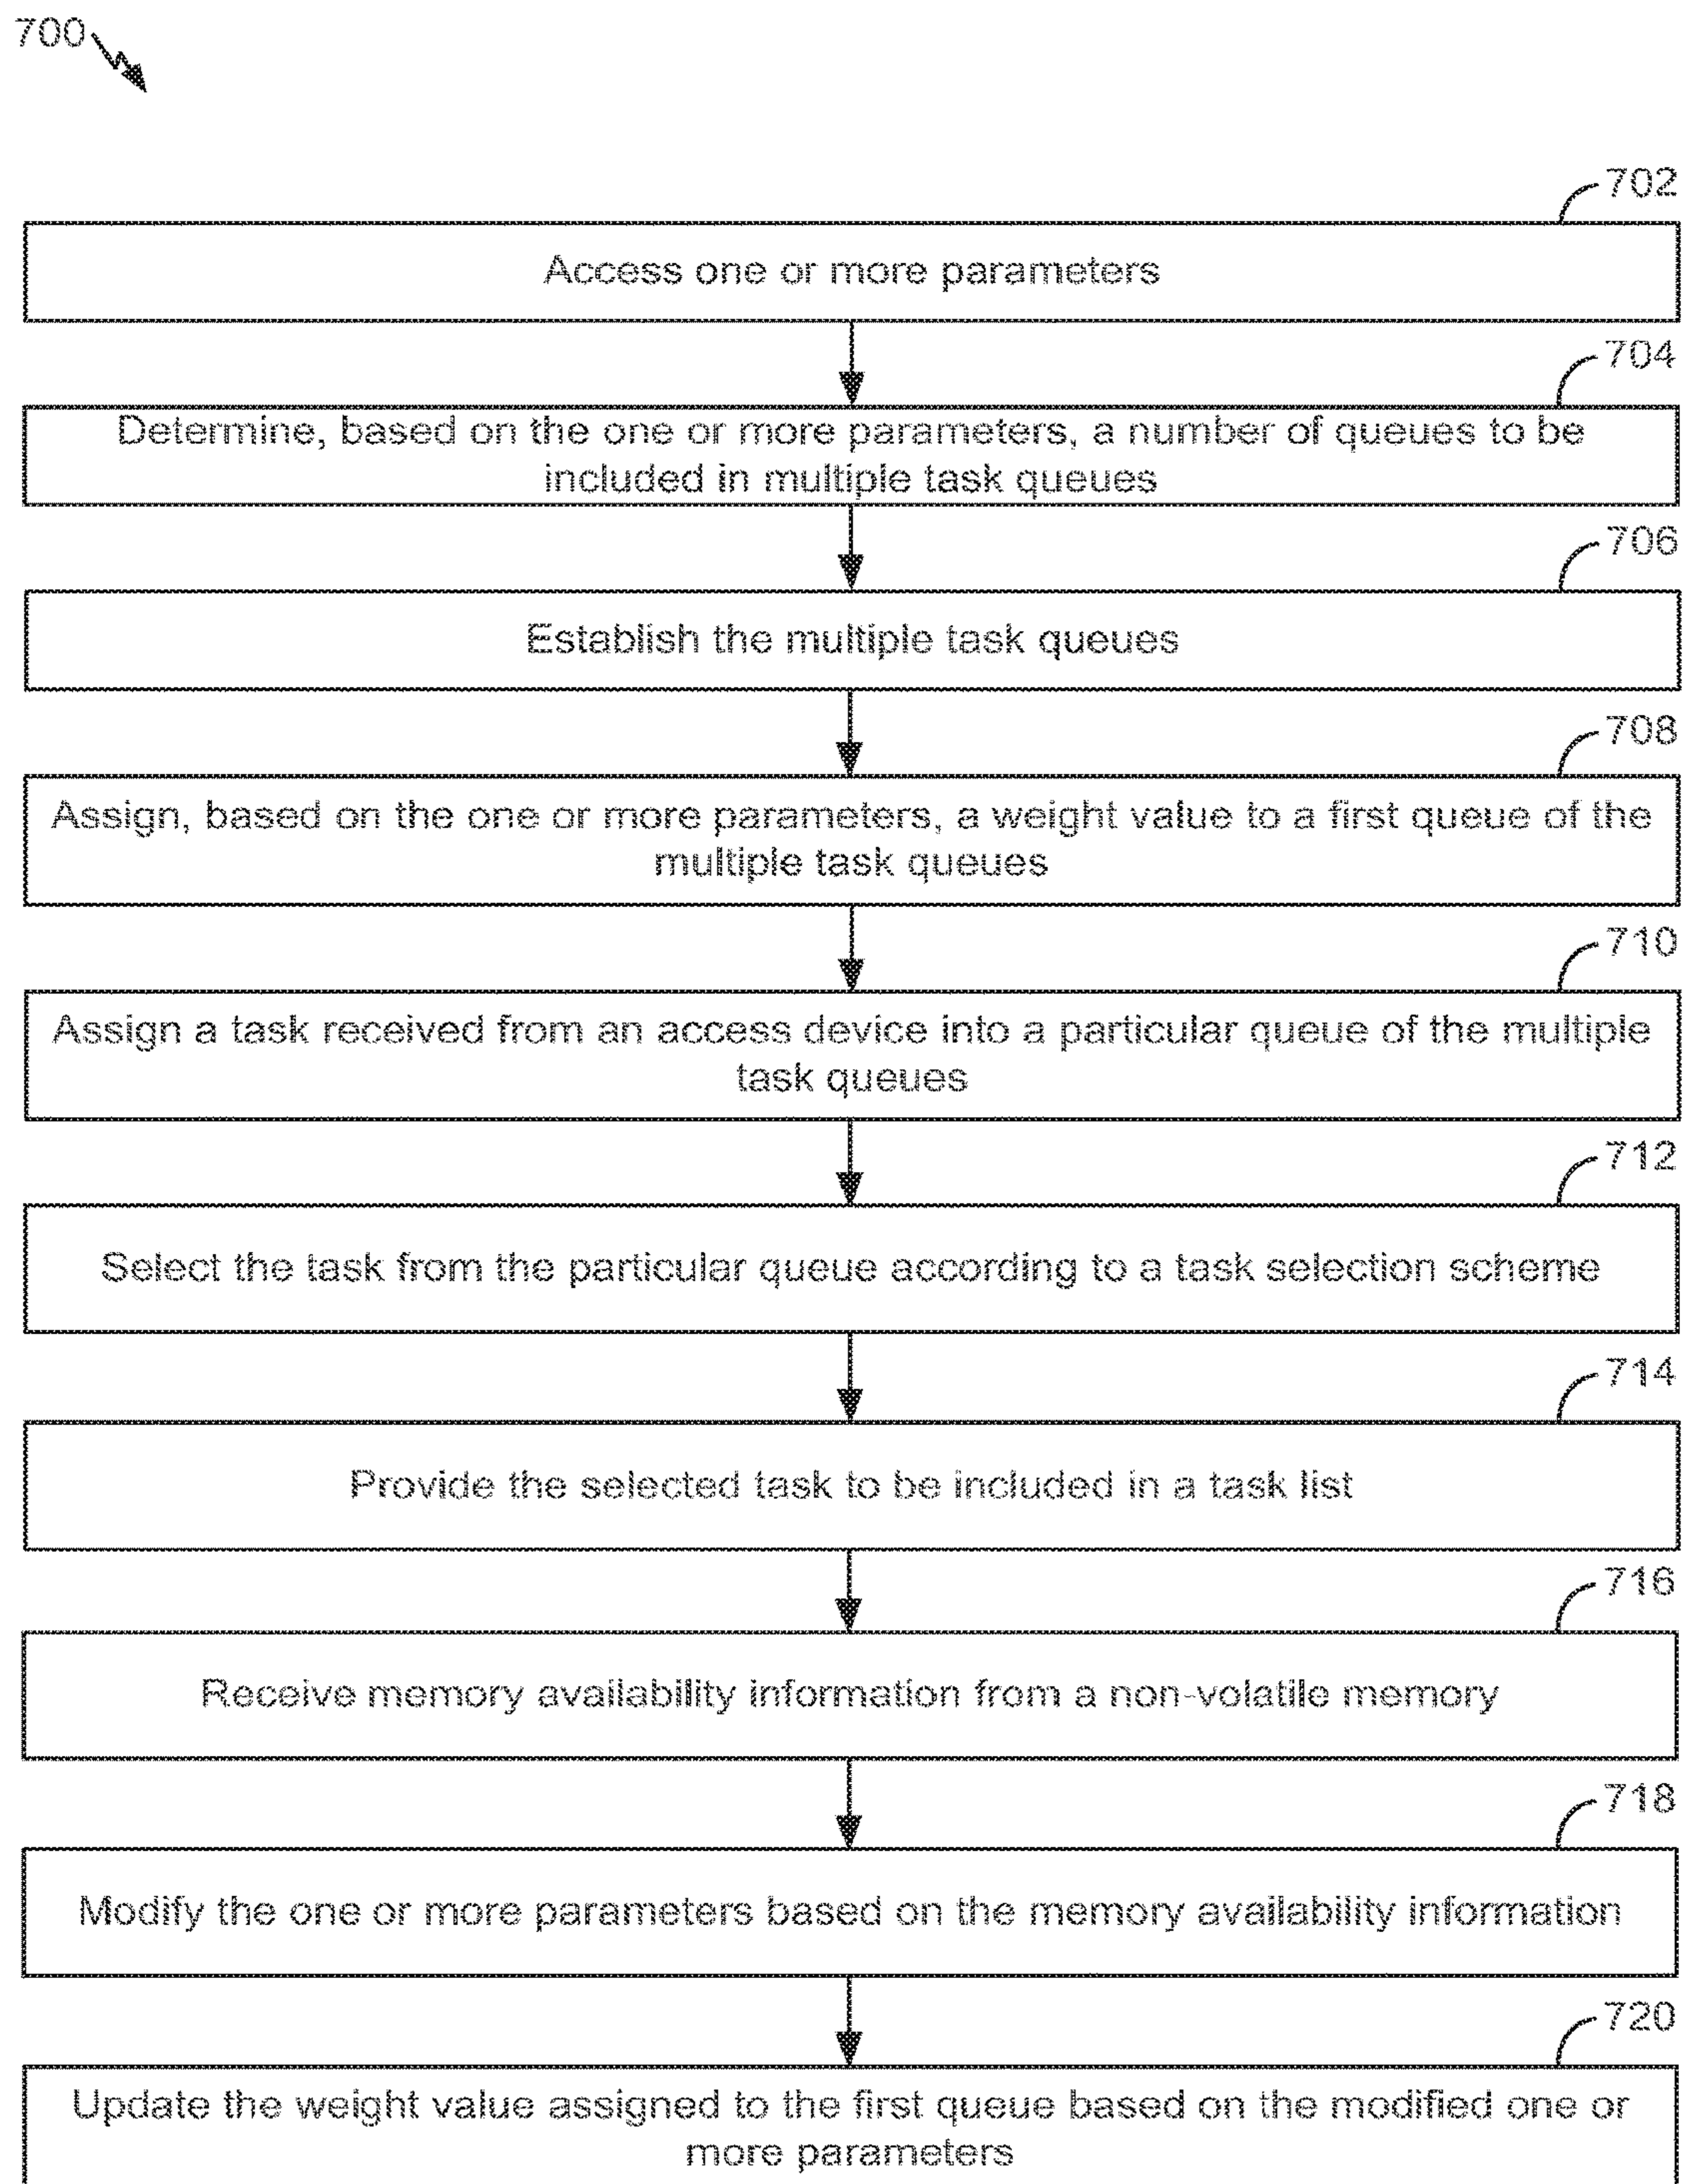 700
702
Access one or more parameters
704
Determine, based on the one or more parameters, a number of queues to be
included in multiple task queues
706
Establish the multiple task queues
708
Assign, based on the one or more parameters, a weight value to a first queue of the
multiple task queues
710
Assign a task received from an access device into a particular queue of the multiple
task queues
712
Select the task from the particular queue according to a task selection scheme
714
Provide the selected task to be included in a task list
716
Receive memory availability information from a non-volatile memory
718
Modify the one or more parameters based on the memory availability information
720
Update the weight value assigned to the first queue based on the modified one or
more parameters